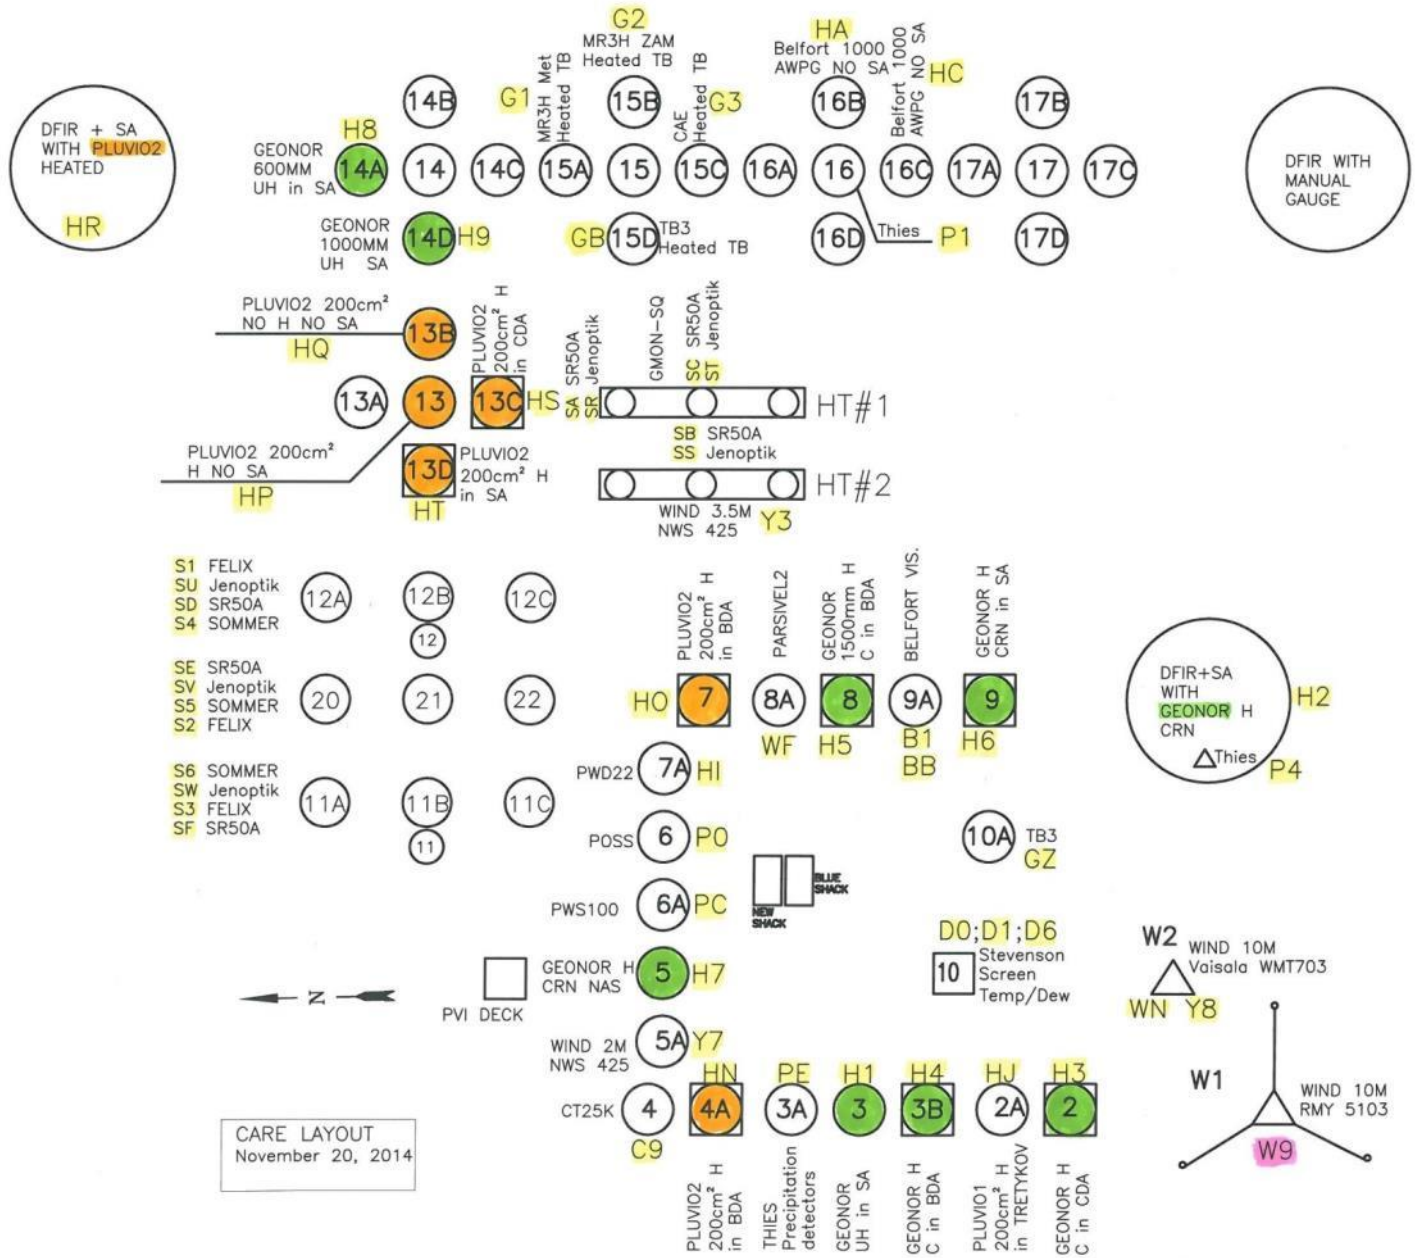 G2
MR3H ZAM
Heated TB
HA
Belfort 1000
AWPG NO SA
Belfort 1000
AWPG NO SA
HC
G1
MR3H Met
Heated TB
CAE
Heated TB
G3
14B
15B
16B
17B
DFIR + SA
WITH PLUVIO2
HEATED
HR
H8
GEONOR
600MM
UH in SA
14A
14
14C
15A
15
15C
16A
16
16C
17A
17
17C
DFIR WITH
MANUAL
GAUGE
GEONOR
1000MM
UH SA
14D
H9
GB
15D
TB3
Heated TB
16D
Thies
P1
17D
PLUVIO2 200cm²
NO H NO SA
HQ
13B
PLUVIO2
200cm² H
in CDA
13A
13
13C
HS
SA SR50A
SR Jenoptik
GMON-SQ
SC SR50A
ST Jenoptik
HT#1
SB SR50A
SS Jenoptik
PLUVIO2 200cm²
H NO SA
HP
13D
PLUVIO2
200cm² H
in SA
HT
HT#2
WIND 3.5M
NWS 425
Y3
S1 FELIX
SU Jenoptik
SD SR50A
S4 SOMMER
12A
12B
12C
12
SE SR50A
SV Jenoptik
S5 SOMMER
S2 FELIX
20
21
22
S6 SOMMER
SW Jenoptik
S3 FELIX
SF SR50A
11A
11B
11C
11
PLUVIO2
200cm² H
in BDA
PARSIVEL2
GEONOR
1500mm H
C in BDA
BELFORT VIS.
GEONOR H
CRN in SA
HO
7
8A
8
9A
9
WF
H5
B1
BB
H6
DFIR+SA
WITH
GEONOR H
CRN
Thies
H2
P4
PWD22
7A
HI
POSS
6
PO
10A
TB3
GZ
BLUE
SHACK
NEW
SHACK
PWS100
6A
PC
GEONOR H
CRN NAS
5
H7
PVI DECK
N
D0;D1;D6
10
Stevenson
Screen
Temp/Dew
W2
WIND 10M
Vaisala WMT703
WN Y8
WIND 2M
NWS 425
5A
Y7
CT25K
4
C9
HN
4A
PE
3A
H1
3
H4
3B
HJ
2A
H3
2
PLUVIO2
200cm² H
in BDA
THIES
Precipitation
detectors
GEONOR
UH in SA
GEONOR H
C in BDA
PLUVIO1
200cm² H
in TRETYKOV
GEONOR H
C in CDA
W1
WIND 10M
RMY 5103
W9
CARE LAYOUT
November 20, 2014